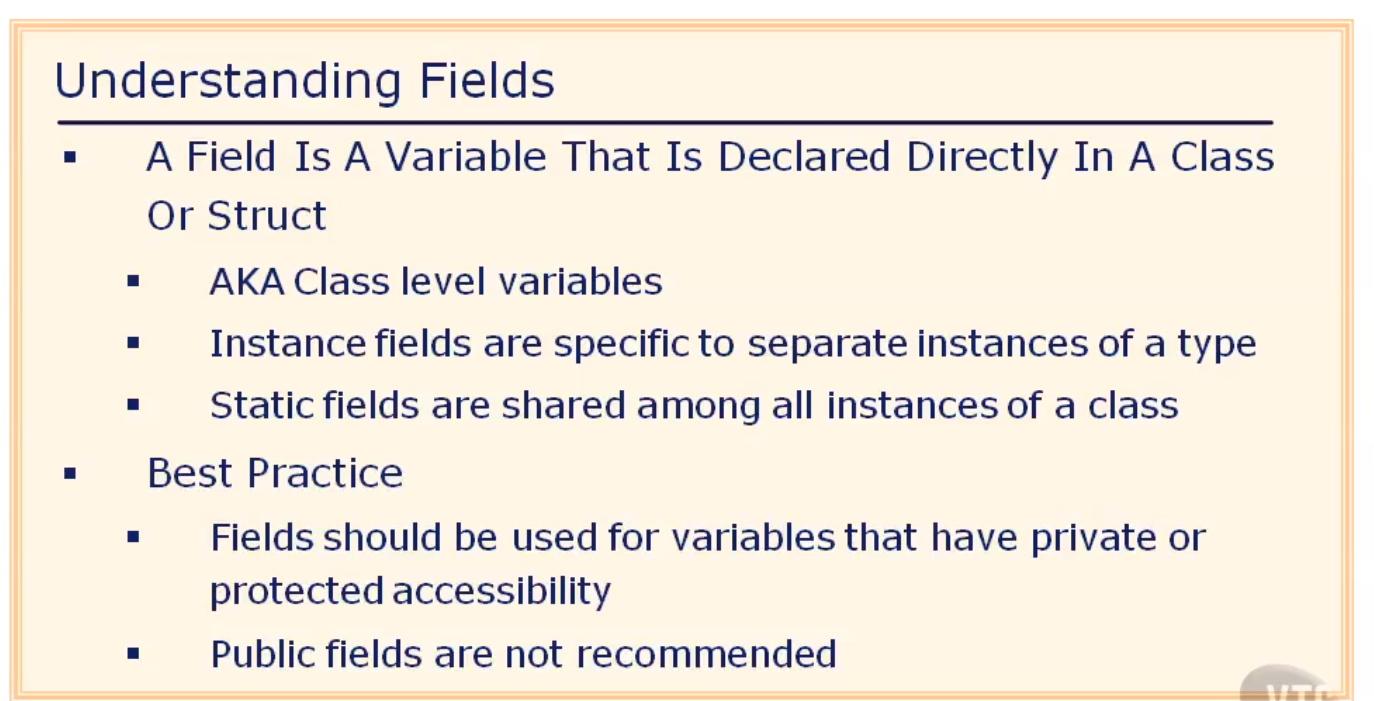 Understanding Fields
▪ A Field Is A Variable That Is Declared Directly In A Class
Or Struct
▪ AKA Class level variables
▪ Instance fields are specific to separate instances of a type
▪ Static fields are shared among all instances of a class
▪ Best Practice
▪ Fields should be used for variables that have private or
protected accessibility
▪ Public fields are not recommended
VTC